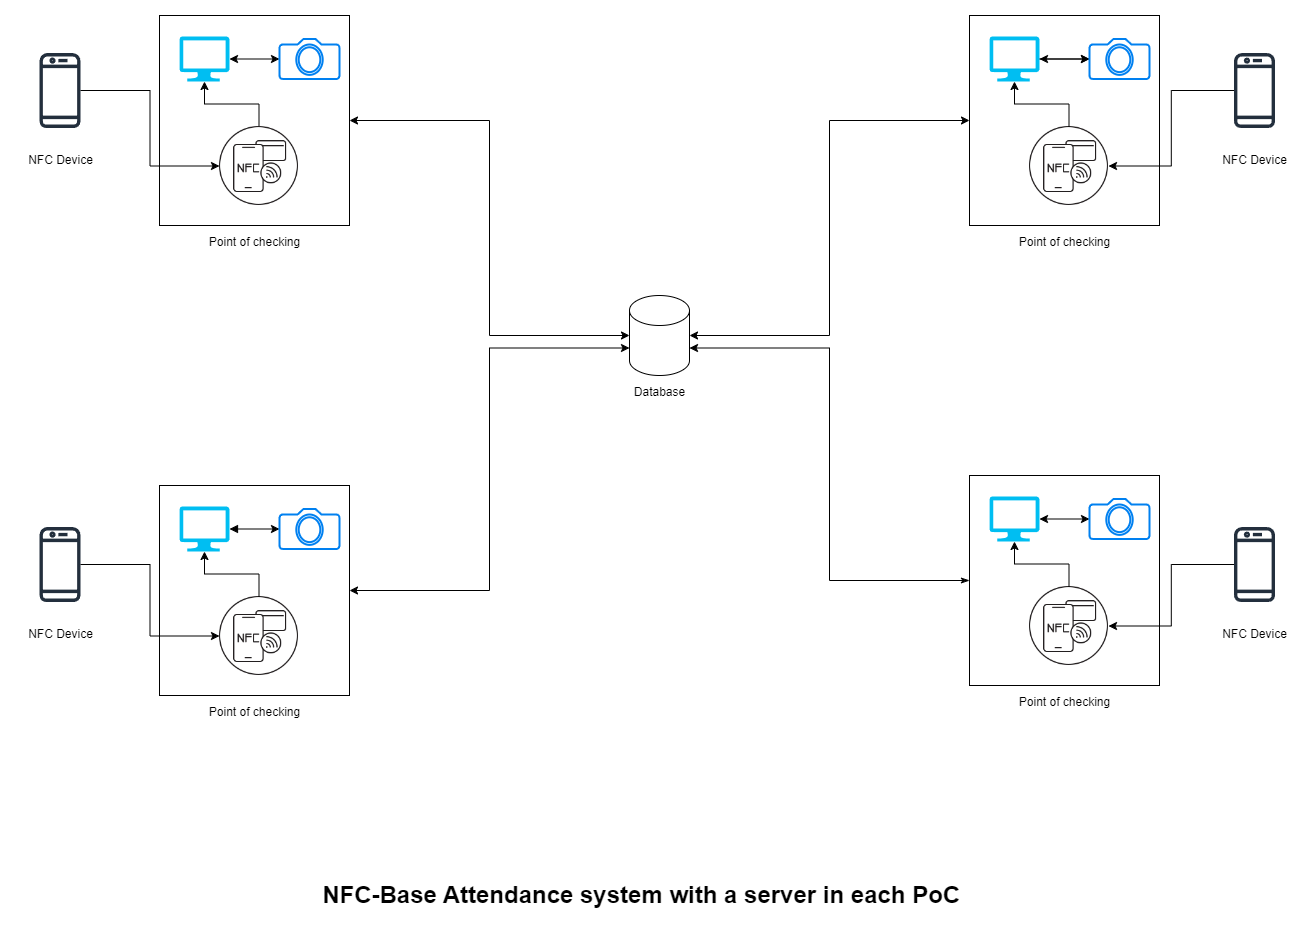 NFC Device
NFC
Point of checking
NFC
Point of checking
NFC Device
Database
NFC Device
NFC
Point of checking
NFC
Point of checking
NFC Device
NFC-Base Attendance system with a server in each PoC